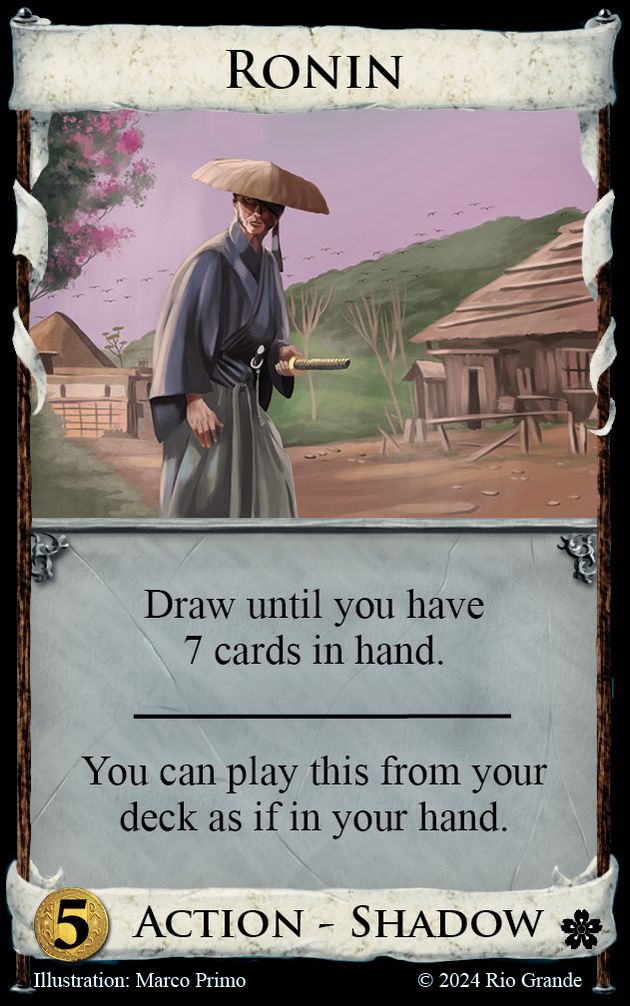 Ronin
Draw until you have
7 cards in hand.
You can play this from your
deck as if in your hand.
5 Action - Shadow
Illustration: Marco Primo © 2024 Rio Grande